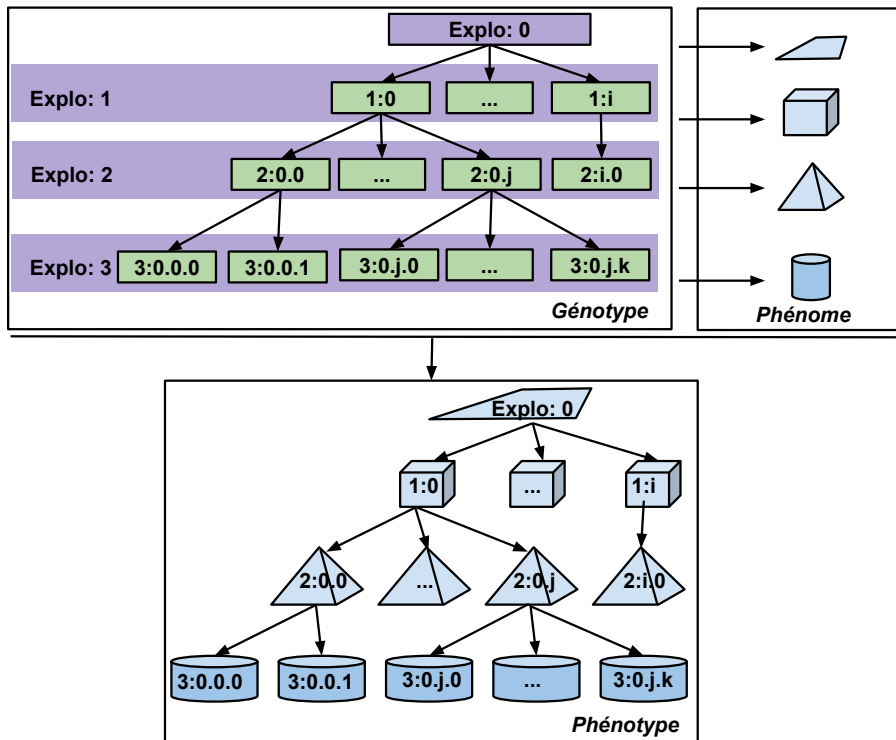 Explo: 0
Explo: 1
1:0
...
1:i
Explo: 2
2:0.0
...
2:0.j
2:i.0
Explo: 3
3:0.0.0
3:0.0.1
3:0.j.0
...
3:0.j.k
Génotype
Phénome
Explo: 0
1:0
...
1:i
2:0.0
...
2:0.j
2:i.0
3:0.0.0
3:0.0.1
3:0.j.0
...
3:0.j.k
Phénotype